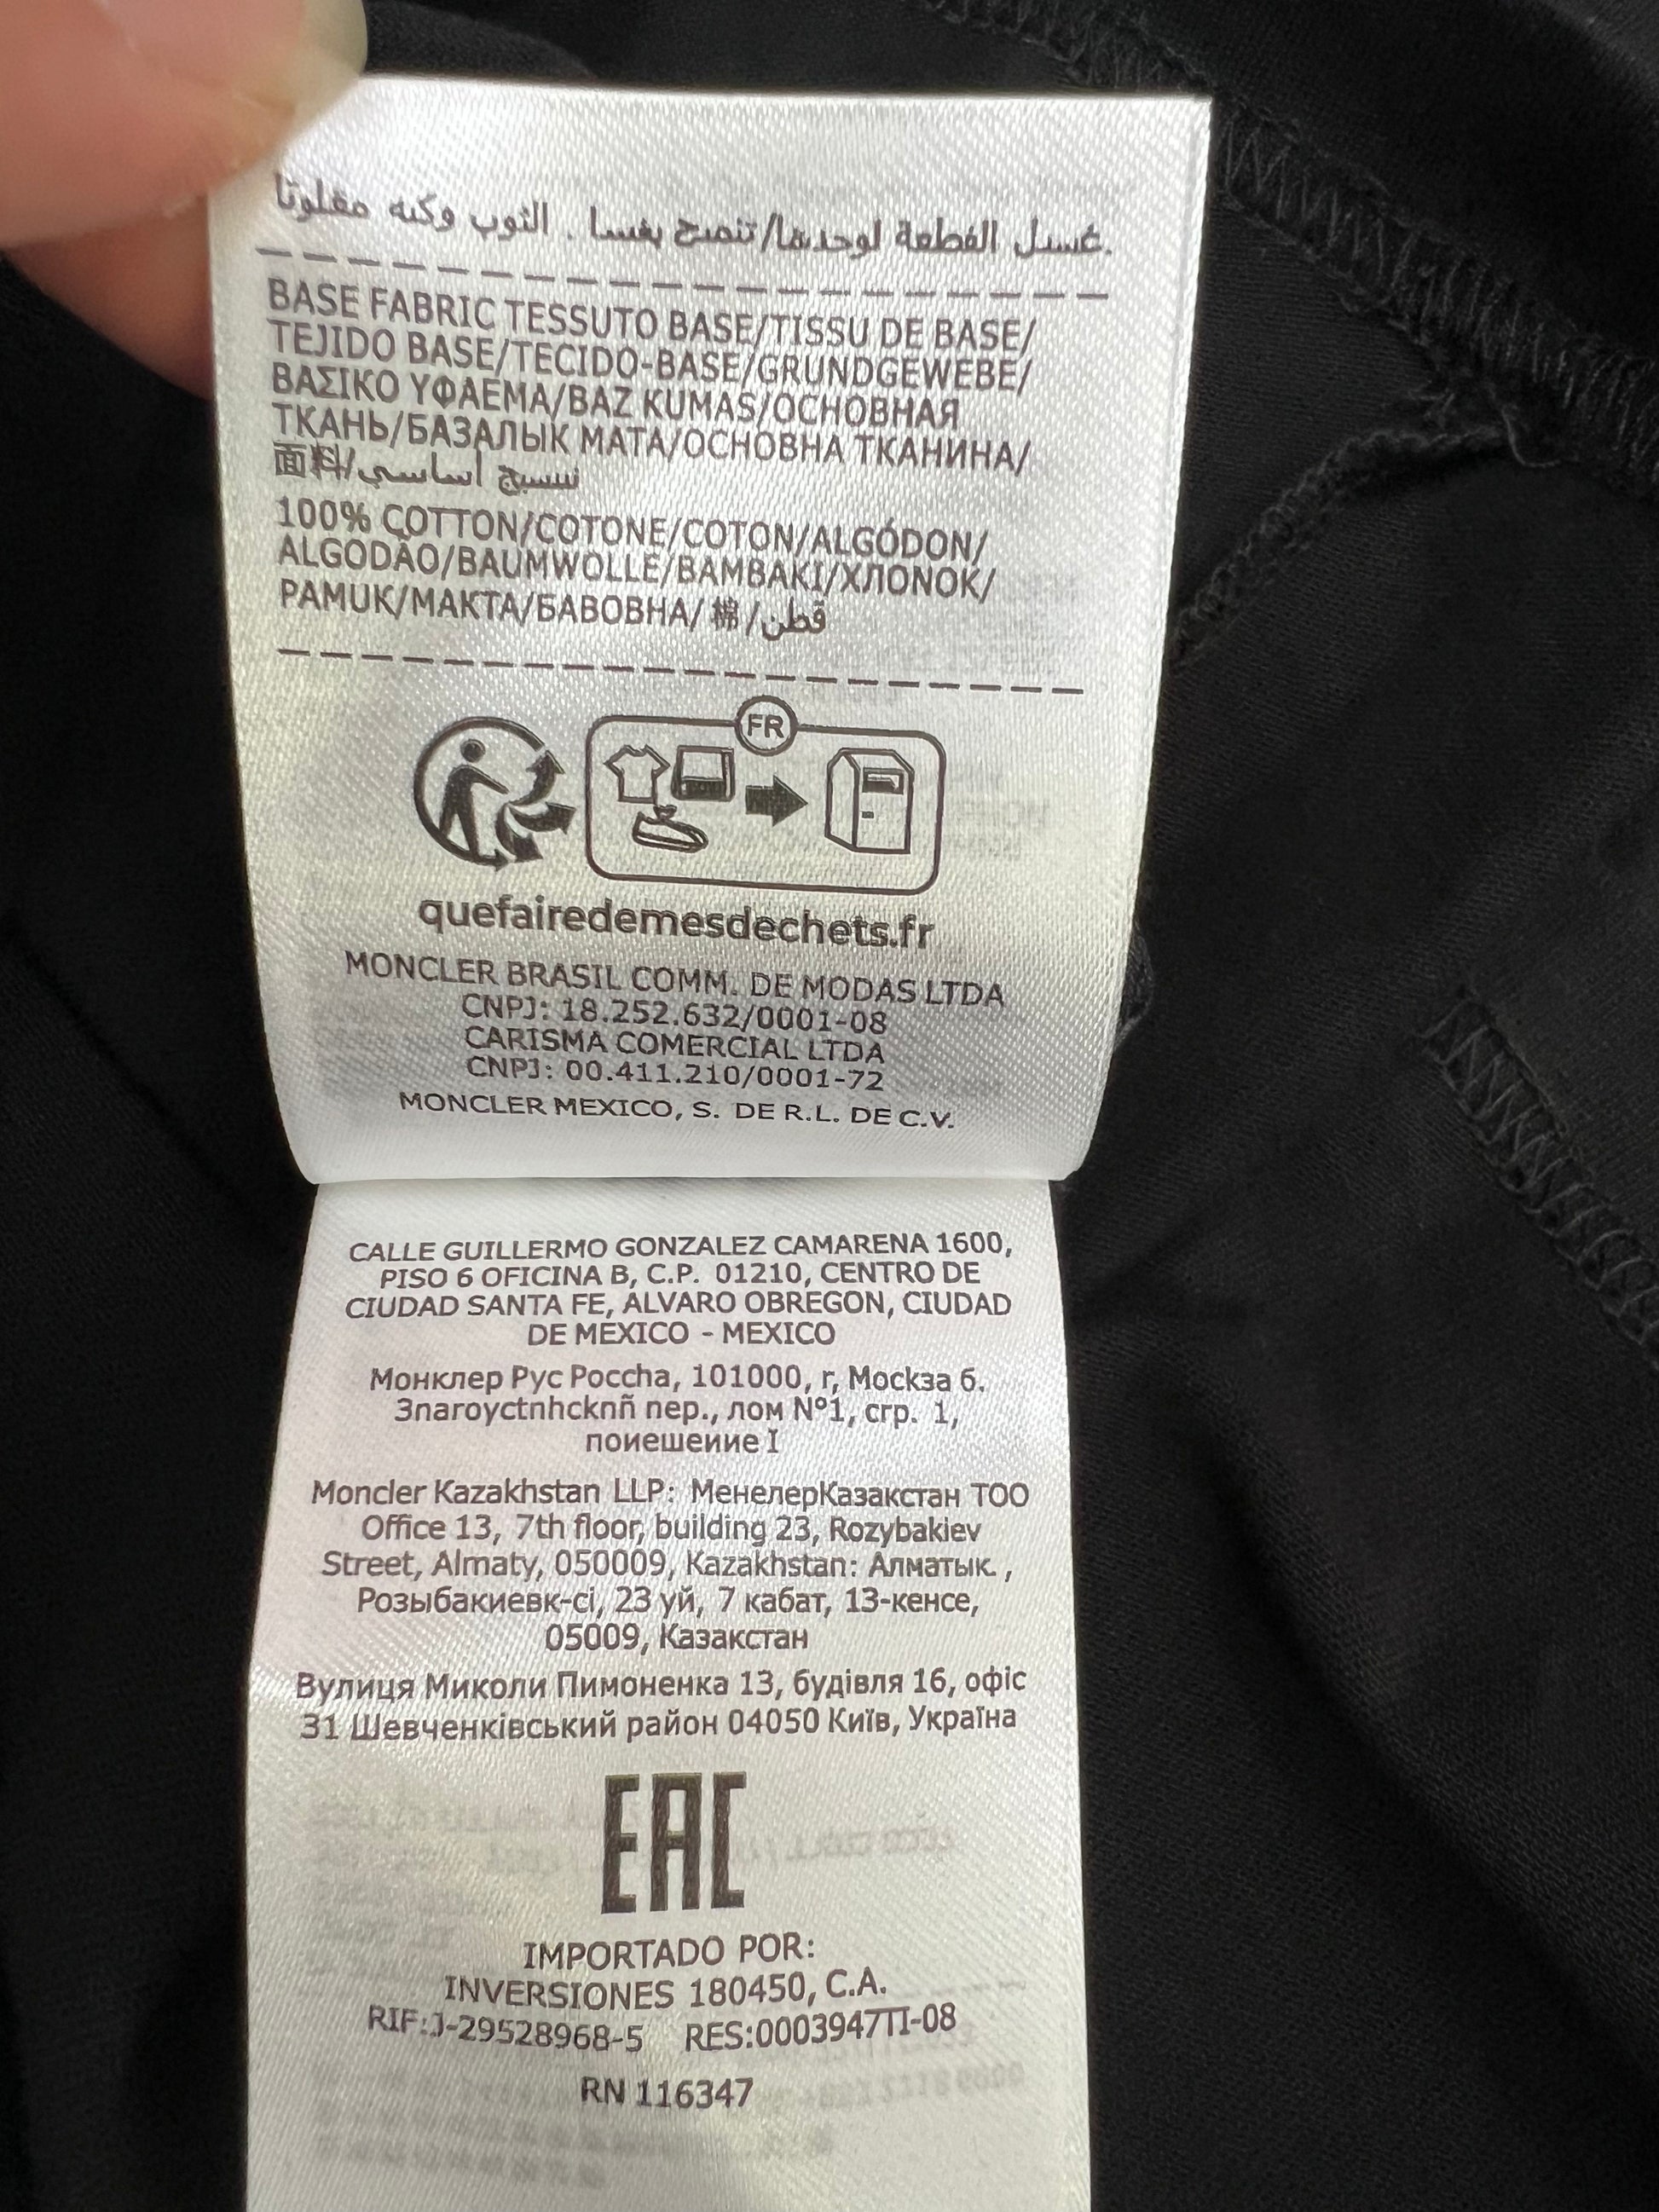 غسل القطعة لوحدها/تنصح بغسا . الثوب وكيه مقلوتا.
BASE FABRIC TESSUTO BASE/TISSU DE BASE/
TEJIDO BASE/TECIDO-BASE/GRUNDGEWEBE/
ΒΑΣΙΚΟ ΥΦΑΕΜΑ/BAZ KUMAS/ОСНОВНАЯ
ТКАНЬ/БАЗАЛЫК МАТА/ОСНОВНА ТКАНИНА/
面料/نسيج اساسي
100% COTTON/COTONE/COTON/ALGÓDON/
ALGODÃO/BAUMWOLLE/BAMBAKI/ХЛОПОК/
PAMUK/МАКТА/БАВОВНА/ 棉 /قطن
FR
quefairedemesdechets.fr
MONCLER BRASIL COMM. DE MODAS LTDA
CNPJ: 18.252.632/0001-08
CARISMA COMERCIAL LTDA
CNPJ: 00.411.210/0001-72
MONCLER MEXICO, S. DE R.L. DE C.V.
CALLE GUILLERMO GONZALEZ CAMARENA 1600,
PISO 6 OFICINA B, C.P. 01210, CENTRO DE
CIUDAD SANTA FE, ALVARO OBREGON, CIUDAD
DE MEXICO - MEXICO
Монклер Рус Россhа, 101000, г, Москза б.
Зnaroyctnhcknñ пер., лом N°1, сгр. 1,
поиешеиие I
Moncler Kazakhstan LLP: МенелерКазакстан ТОО
Office 13, 7th floor, building 23, Rozybakiev
Street, Almaty, 050009, Kazakhstan: Алматык. ,
Розыбакиевк-сі, 23 уй, 7 кабат, 13-кенсе,
05009, Казакстан
Вулиця Миколи Пимоненка 13, будівля 16, офіс
31 Шевченківський район 04050 Київ, Україна
EAC
IMPORTADO POR:
INVERSIONES 180450, C.A.
RIF:J-29528968-5 RES:0003947TI-08
RN 116347